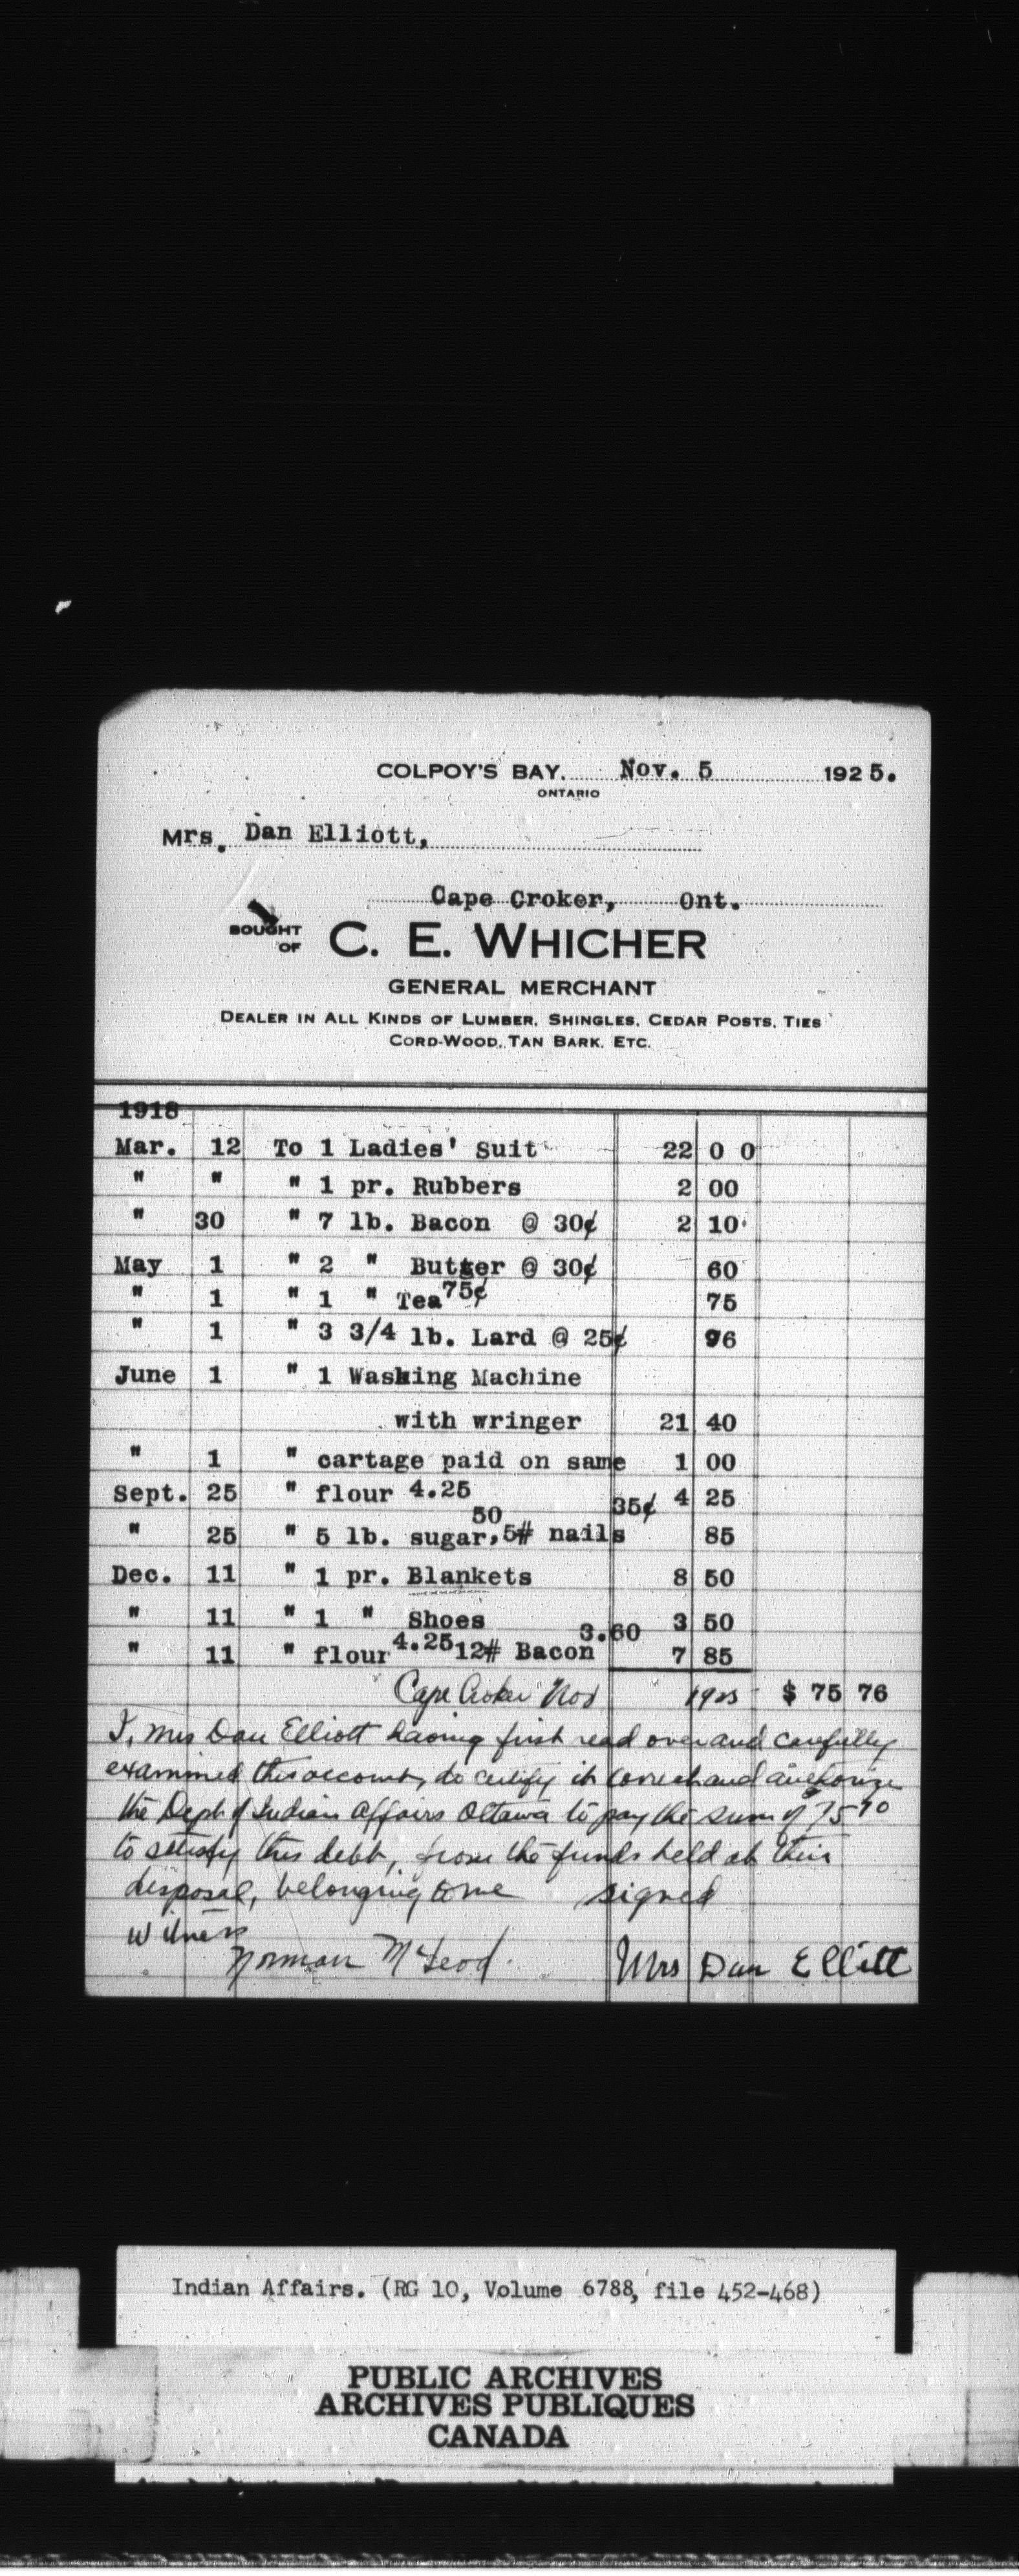 COLPOY'S BAY, Nov. 5 1925.
ONTARIO
Mrs. Dan Elliott,
Cape Croker, Ont.
BOUGHT OF C. E. WHICHER
GENERAL MERCHANT
DEALER IN ALL KINDS OF LUMBER, SHINGLES, CEDAR POSTS, TIES
CORD-WOOD, TAN BARK, ETC.
1918
Mar. 12 To 1 Ladies' Suit 22 00
" " " 1 pr. Rubbers 2 00
" 30 " 7 lb. Bacon @ 30¢ 2 10
May 1 " 2 " Butter @ 30¢ 60
" 1 " 1 " Tea 75¢ 75
" 1 " 3 3/4 lb. Lard @ 25¢ 96
June 1 " 1 Washing Machine
with wringer 21 40
" 1 " cartage paid on same 1 00
Sept. 25 " flour 4.25 4 25
" 25 " 5 lb. sugar, 50 5# nails 35¢ 85
Dec. 11 " 1 pr. Blankets 8 50
" 11 " 1 " Shoes 3 50
" 11 " flour 4.25 12# Bacon 3.60 7 85
Cape Croker Nov 1925 $ 75 76
I, Mrs Dan Elliott having first read over and carefully
examined this account, do certify it correct and authorize
the Dept of Indian Affairs Ottawa to pay the sum of $75
to satisfy this debt, from the funds held at their
disposal, belonging to me signed
Witness
Norman McLeod. Mrs Dan Elliott
Indian Affairs. (RG 10, Volume 6788, file 452-468)
PUBLIC ARCHIVES
ARCHIVES PUBLIQUES
CANADA